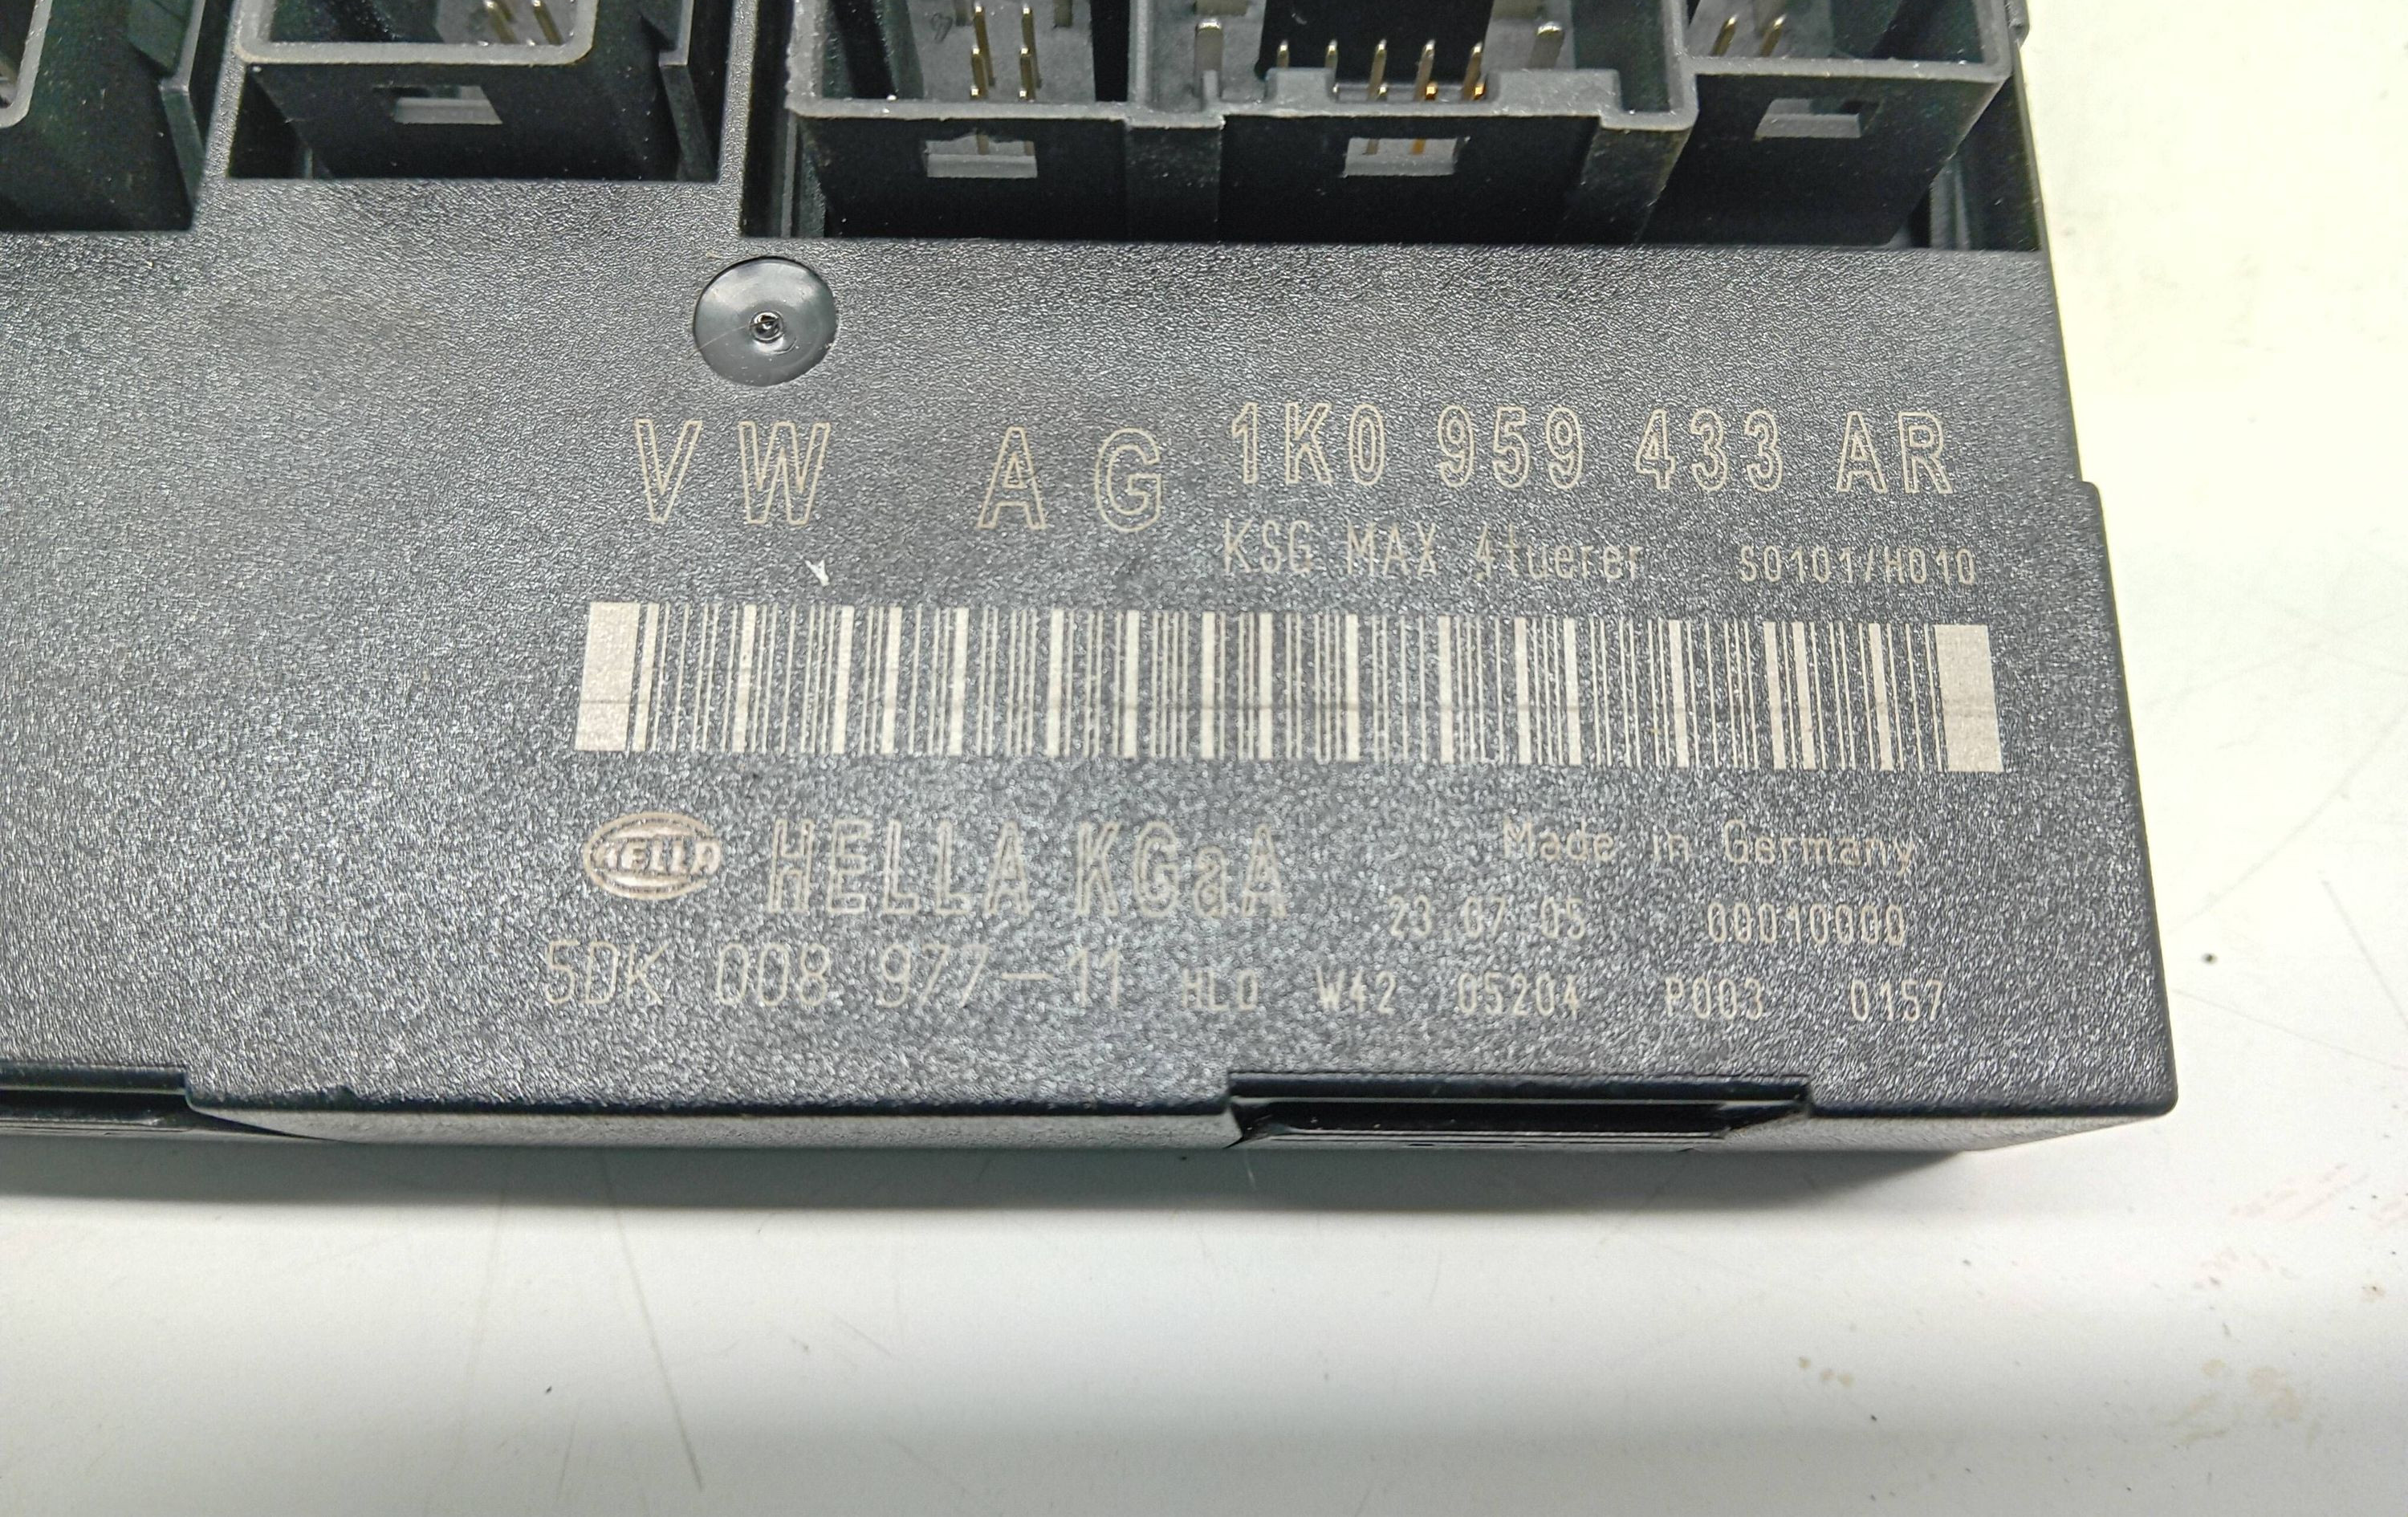 VW AG 1K0 959 433 AR
KSG MAX 4tuerer S0101/H010
HELLA HELLA KGaA Made in Germany
23.07.05 00010000
5DK 008 977-11 HLO W42 05204 P003 0157